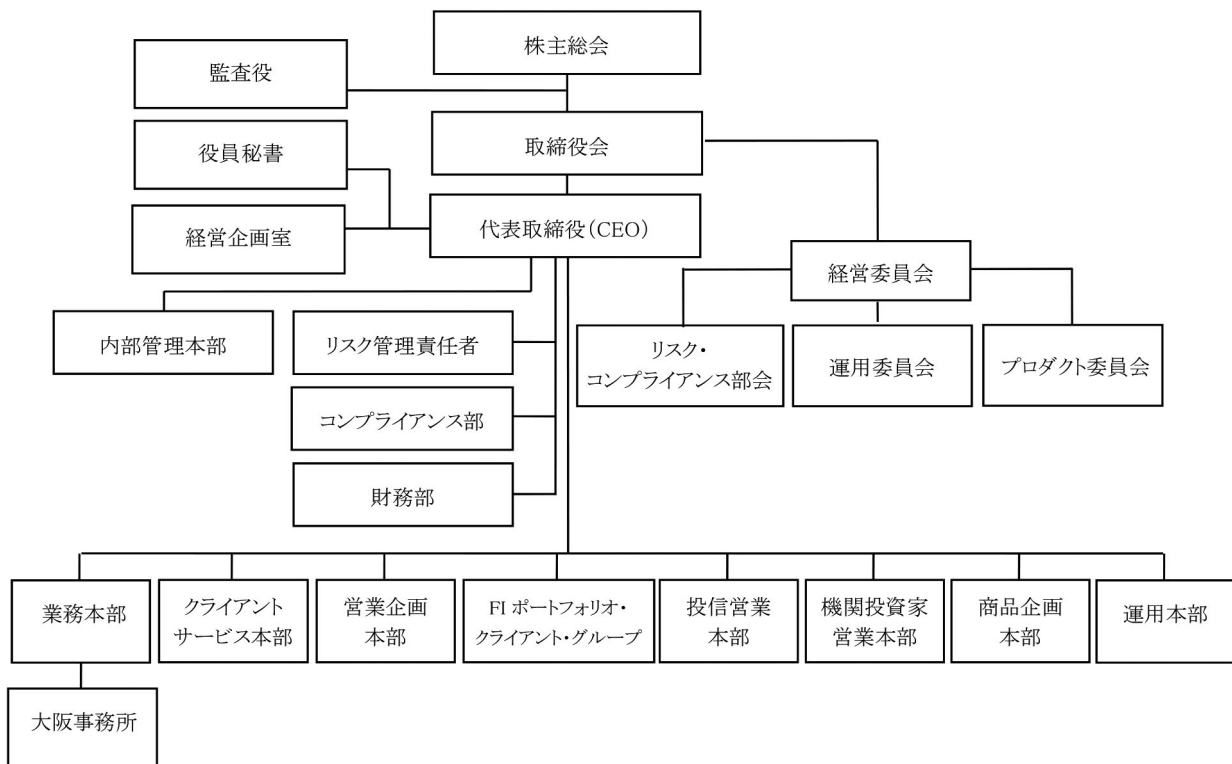 株主総会
監査役
取締役会
役員秘書
代表取締役(CEO)
経営企画室
経営委員会
内部管理本部
リスク管理責任者
リスク・
コンプライアンス部会
運用委員会
プロダクト委員会
コンプライアンス部
財務部
業務本部
クライアント
サービス本部
営業企画
本部
FI ポートフォリオ・
クライアント・グループ
投信営業
本部
機関投資家
営業本部
商品企画
本部
運用本部
大阪事務所